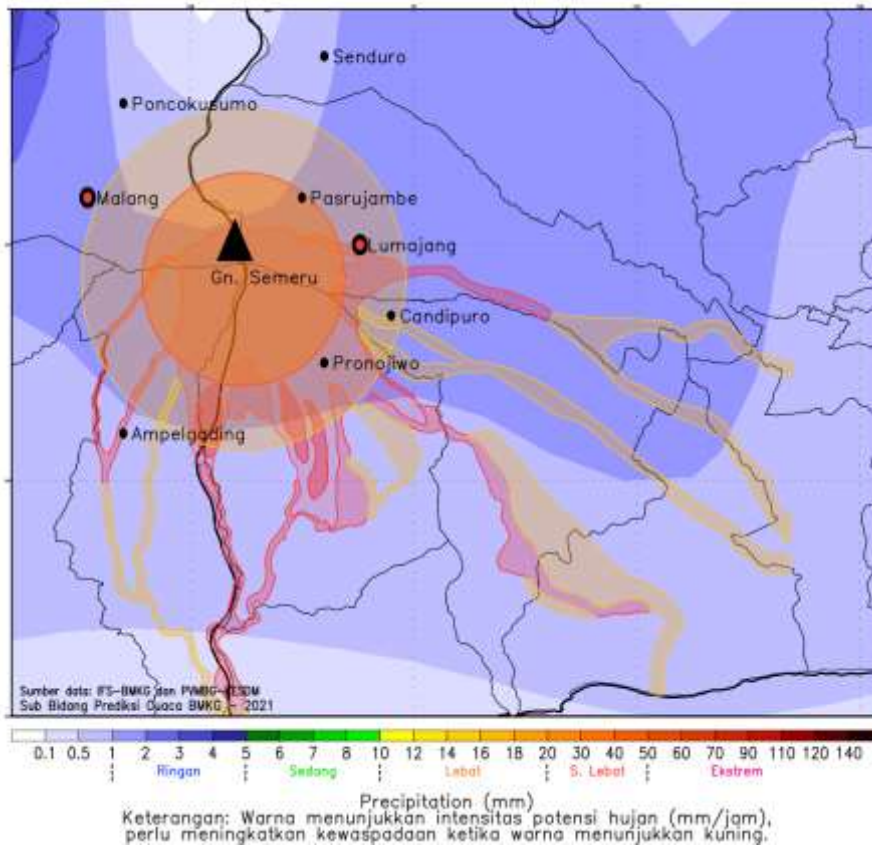 Senduro
Poncokusumo
Malang
Pasrujambe
Lumajang
Gn. Semeru
Candipuro
Pronojiwo
Ampelgading
Sumber data: IFS-BMKG dan PVMBG-KESDM
Sub Bidang Prediksi Cuaca BMKG - 2021
0.1 0.5 1 2 3 4 5 6 7 8 10 12 14 16 18 20 30 40 50 60 70 90 110 120 140
Ringan Sedang Lebat S. Lebat Ekstrem
Precipitation (mm)
Keterangan: Warna menunjukkan intensitas potensi hujan (mm/jam),
perlu meningkatkan kewaspadaan ketika warna menunjukkan kuning.